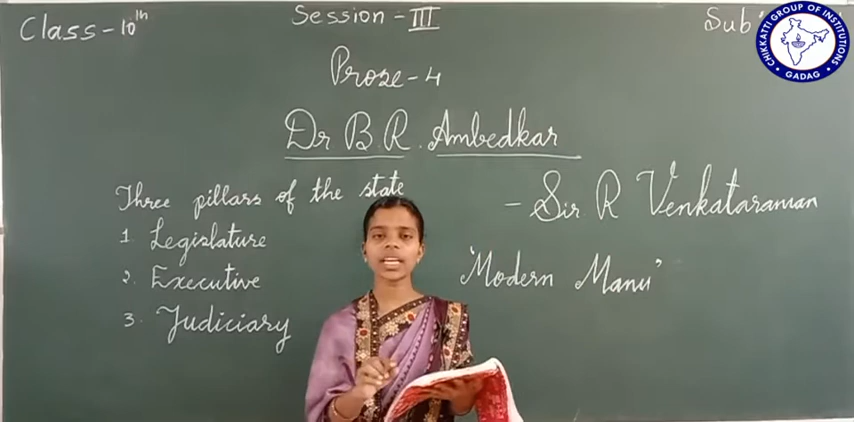 Class-10th
Session-III
Sub
CHIKKATTI GROUP OF INSTITUTIONS
• GADAG •
Prose-4
Dr B.R. Ambedkar
- Sir R Venkataraman
Three pillars of the state
1. Legislature
2. Executive
3. Judiciary
'Modern Manu'